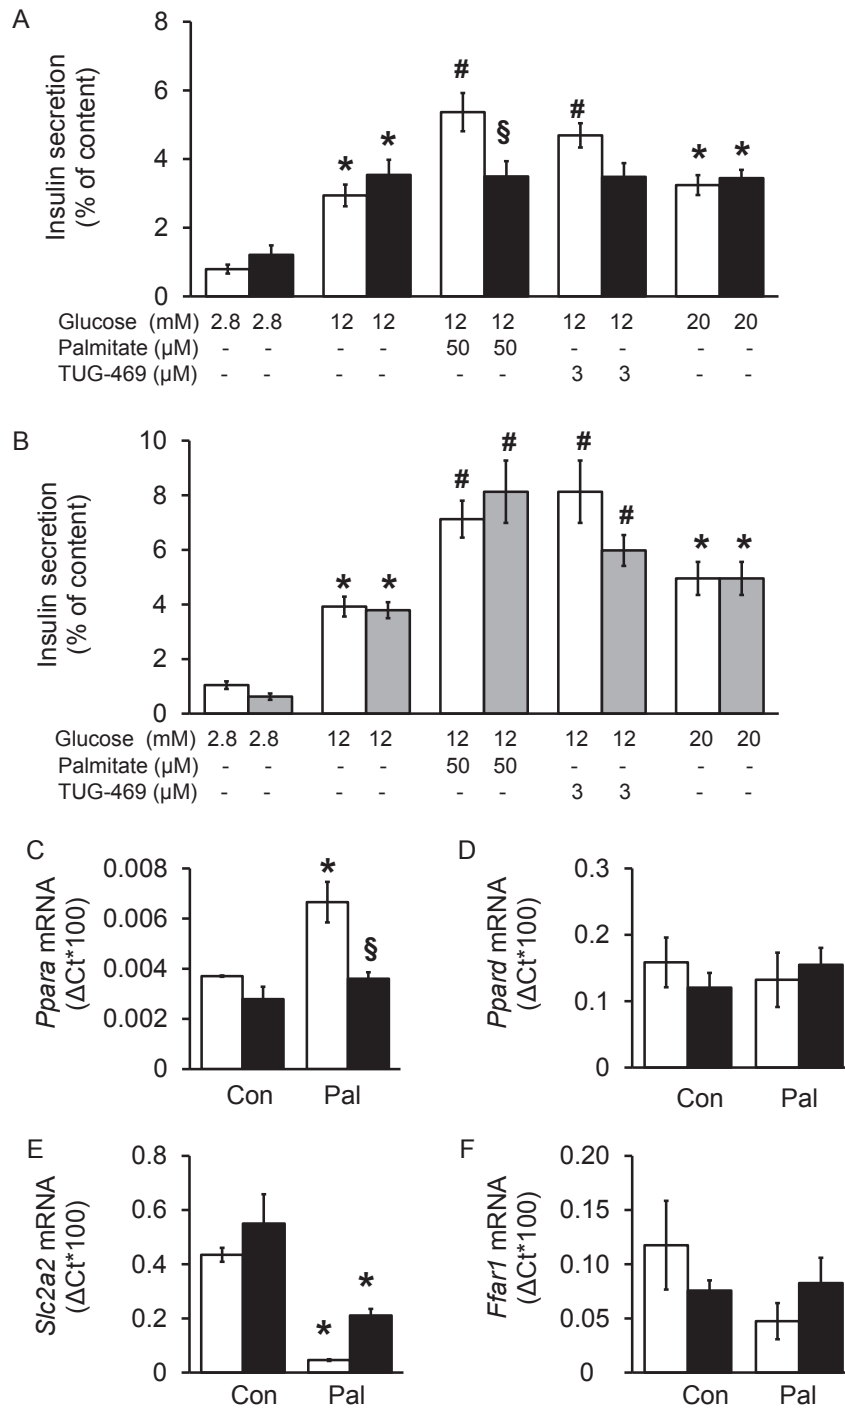 A
Insulin secretion
(% of content)
8
6
4
2
0
#
#
§
*
*
*
*
Glucose (mM) 2.8 2.8 12 12 12 12 12 12 20 20
Palmitate (µM) - - - - 50 50 - - - -
TUG-469 (µM) - - - - - - 3 3 - -
B
Insulin secretion
(% of content)
10
8
6
4
2
0
#
#
#
#
*
*
*
*
Glucose (mM) 2.8 2.8 12 12 12 12 12 12 20 20
Palmitate (µM) - - - - 50 50 - - - -
TUG-469 (µM) - - - - - - 3 3 - -
C
Ppara mRNA
(ΔCt*100)
0.008
0.006
0.004
0.002
0
*
§
Con Pal
D
Ppard mRNA
(ΔCt*100)
0.3
0.2
0.1
0
Con Pal
E
Slc2a2 mRNA
(ΔCt*100)
0.8
0.6
0.4
0.2
0
*
*
Con Pal
F
Ffar1 mRNA
(ΔCt*100)
0.20
0.15
0.10
0.05
0
Con Pal